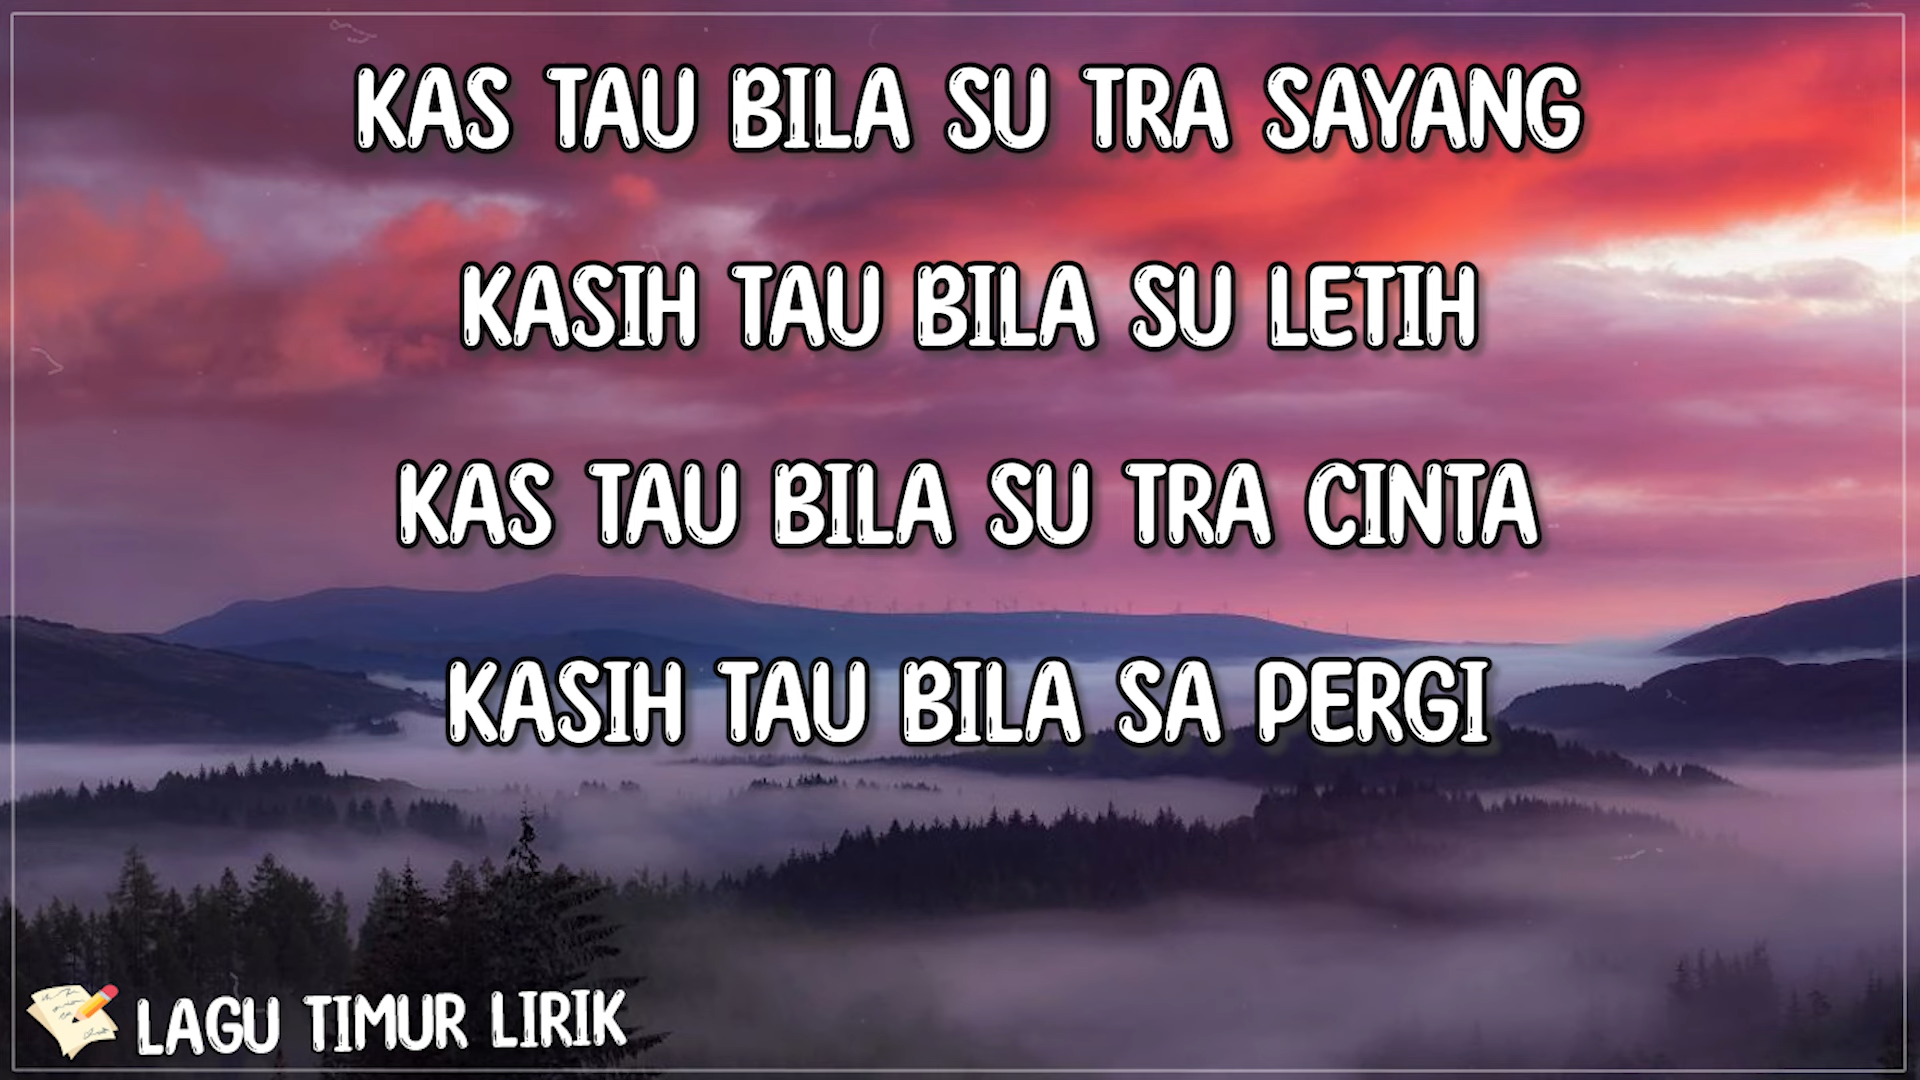 KAS TAU BILA SU TRA SAYANG
KASIH TAU BILA SU LETIH
KAS TAU BILA SU TRA CINTA
KASIH TAU BILA SA PERGI
LAGU TIMUR LIRIK